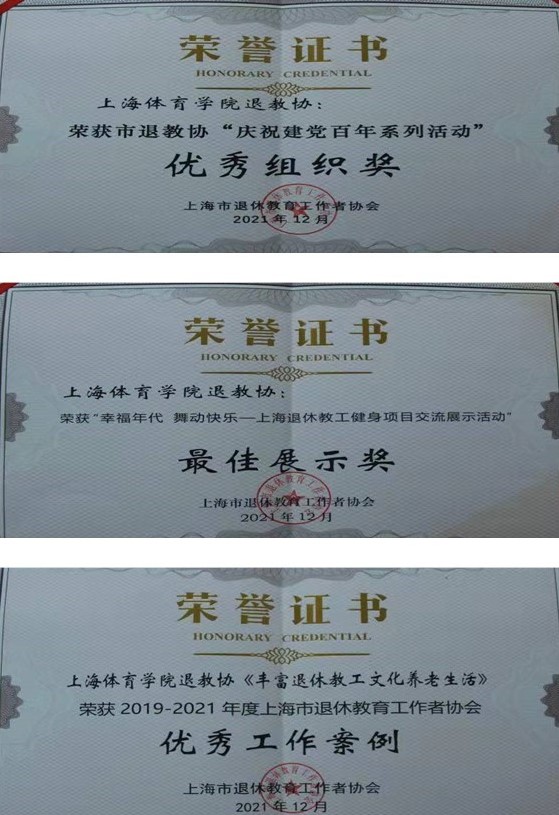 荣誉证书
HONORARY CREDENTIAL
上海体育学院退教协：
荣获市退教协“庆祝建党百年系列活动”
优秀组织奖
上海市退休教育工作者协会
2021年12月
荣誉证书
HONORARY CREDENTIAL
上海体育学院退教协：
荣获“幸福年代 舞动快乐—上海退休教工健身项目交流展示活动”
最佳展示奖
上海市退休教育工作者协会
2021年12月
荣誉证书
HONORARY CREDENTIAL
上海体育学院退教协《丰富退休教工文化养老生活》
荣获 2019-2021 年度上海市退休教育工作者协会
优秀工作案例
上海市退休教育工作者协会
2021年12月